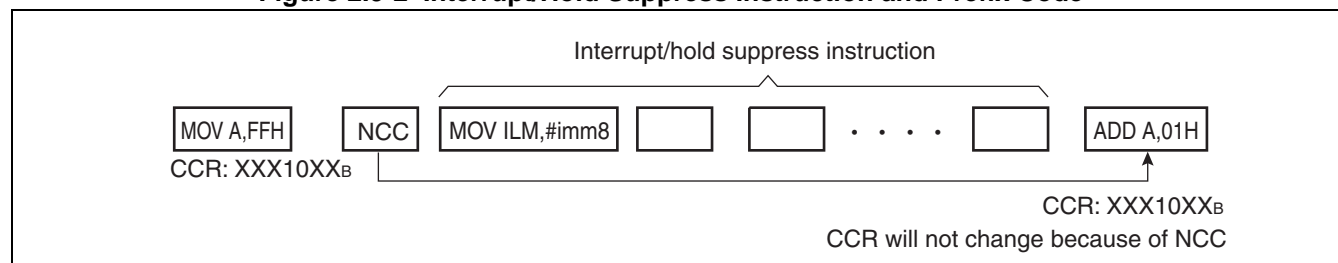 Interrupt/hold suppress instruction
MOV A,FFH NCC MOV ILM,#imm8 · · · · ADD A,01H
CCR: XXX10XXB
CCR: XXX10XXB
CCR will not change because of NCC